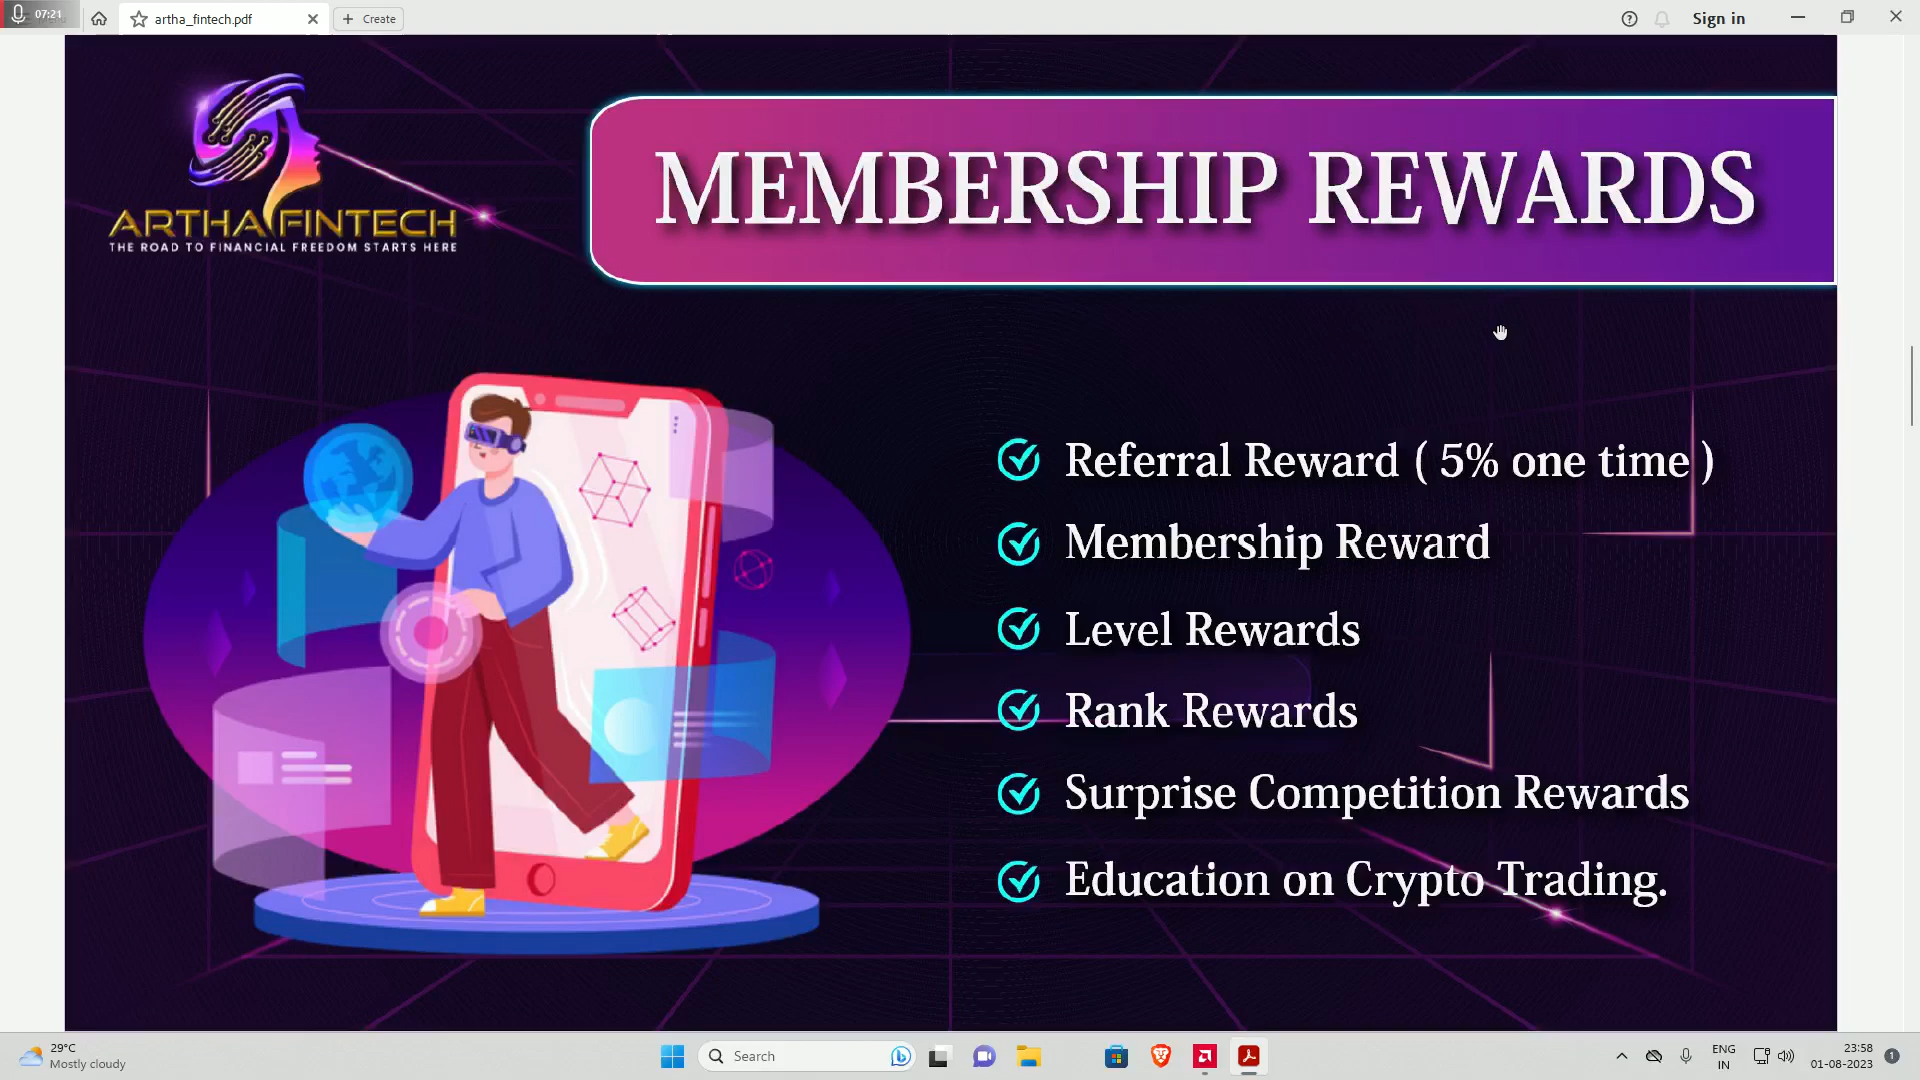 07:21
artha_fintech.pdf
Create
Sign in
ARTHA FINTECH
THE ROAD TO FINANCIAL FREEDOM STARTS HERE
MEMBERSHIP REWARDS
Referral Reward ( 5% one time )
Membership Reward
Level Rewards
Rank Rewards
Surprise Competition Rewards
Education on Crypto Trading.
29°C
Mostly cloudy
Search
ENG
IN
23:58
01-08-2023
1